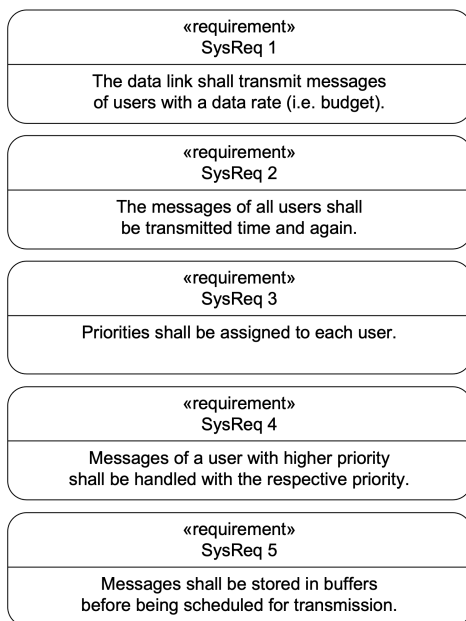 «requirement»
SysReq 1
The data link shall transmit messages
of users with a data rate (i.e. budget).
«requirement»
SysReq 2
The messages of all users shall
be transmitted time and again.
«requirement»
SysReq 3
Priorities shall be assigned to each user.
«requirement»
SysReq 4
Messages of a user with higher priority
shall be handled with the respective priority.
«requirement»
SysReq 5
Messages shall be stored in buffers
before being scheduled for transmission.